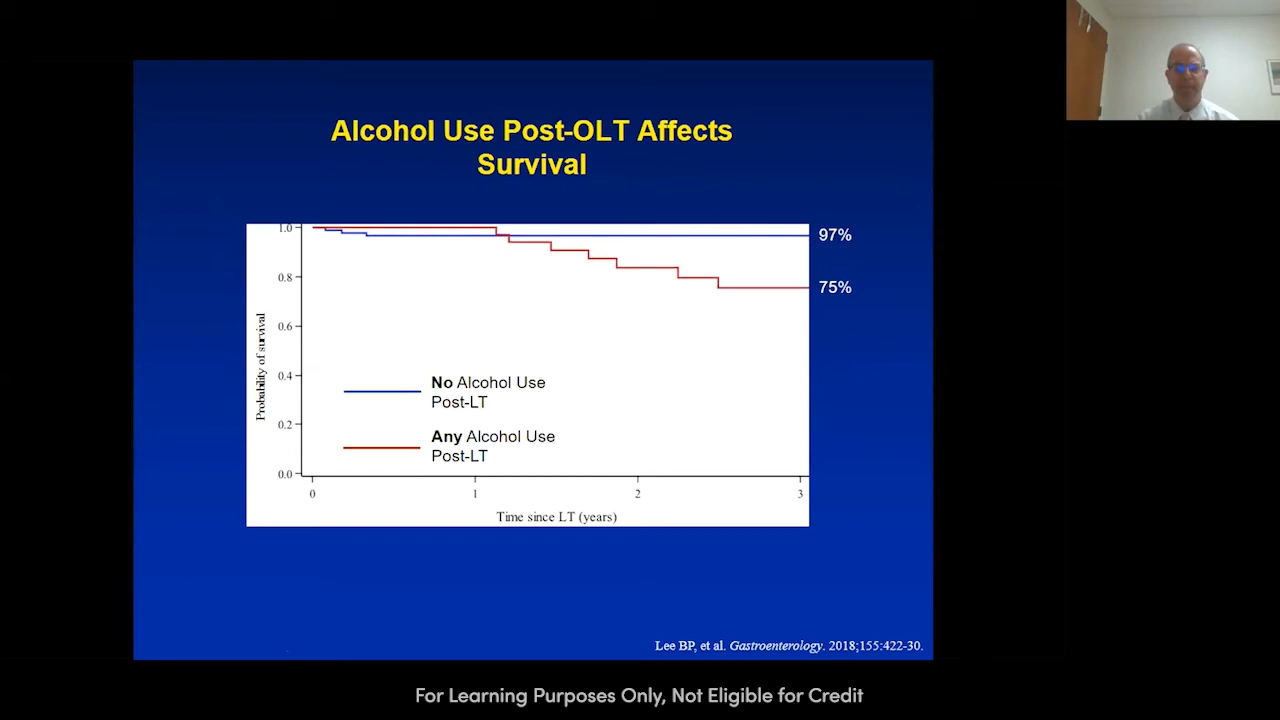 Alcohol Use Post-OLT Affects
Survival
1.0
0.8
0.6
0.4
0.2
0.0
Probability of survival
97%
75%
No Alcohol Use
Post-LT
Any Alcohol Use
Post-LT
0
1
2
3
Time since LT (years)
Lee BP, et al. Gastroenterology. 2018;155:422-30.
For Learning Purposes Only, Not Eligible for Credit